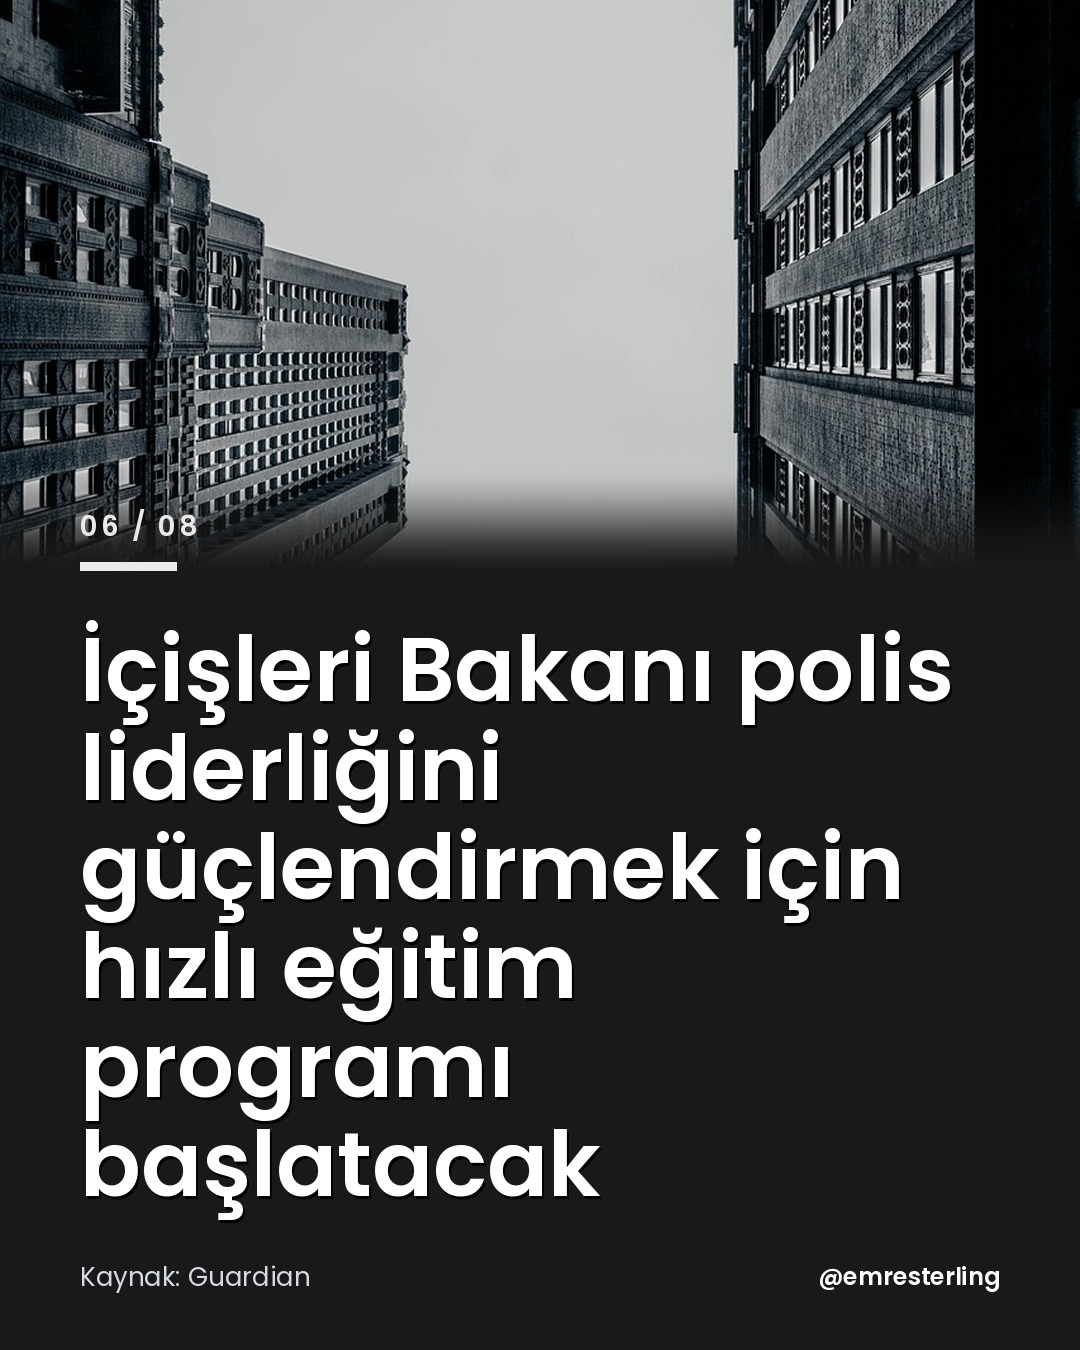 06 / 08
İçişleri Bakanı polis
liderliğini
güçlendirmek için
hızlı eğitim
programı
başlatacak
Kaynak: Guardian
@emresterling